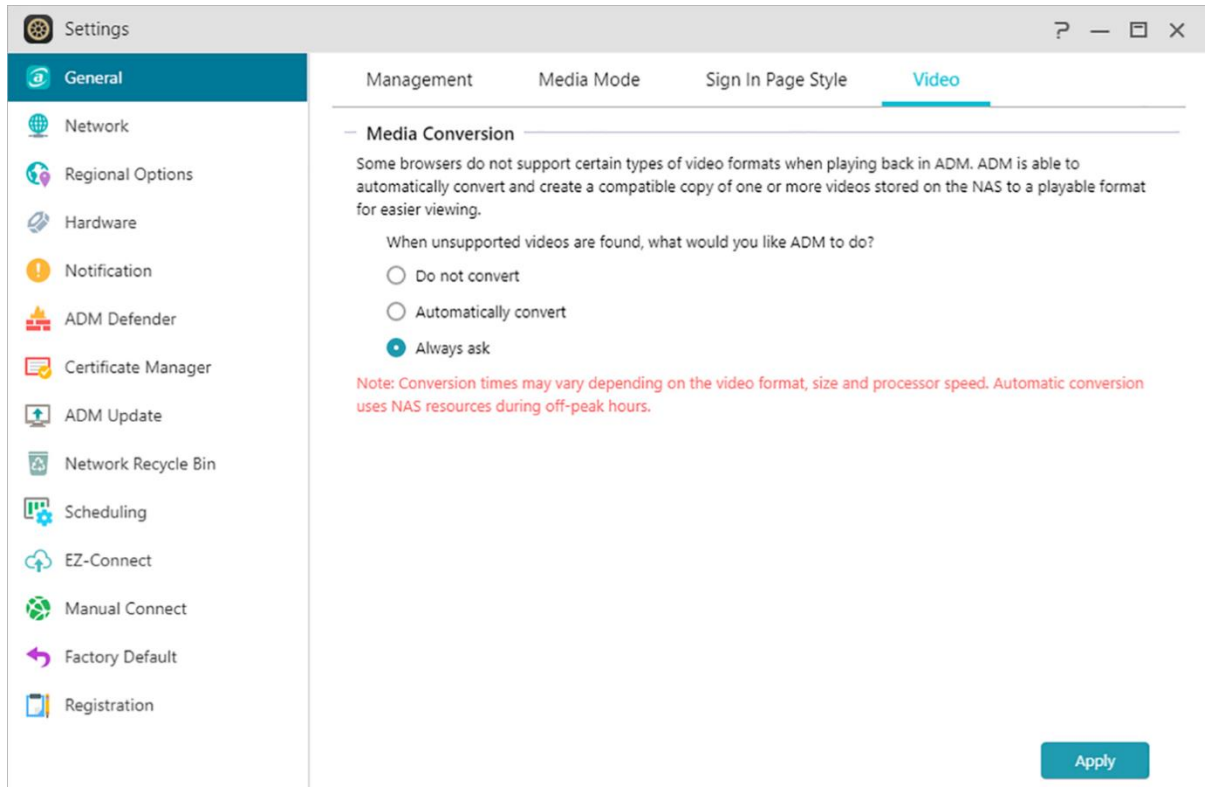 Settings
General
Network
Regional Options
Hardware
Notification
ADM Defender
Certificate Manager
ADM Update
Network Recycle Bin
Scheduling
EZ-Connect
Manual Connect
Factory Default
Registration
Management
Media Mode
Sign In Page Style
Video
Media Conversion
Some browsers do not support certain types of video formats when playing back in ADM. ADM is able to
automatically convert and create a compatible copy of one or more videos stored on the NAS to a playable format
for easier viewing.
When unsupported videos are found, what would you like ADM to do?
Do not convert
Automatically convert
Always ask
Note: Conversion times may vary depending on the video format, size and processor speed. Automatic conversion
uses NAS resources during off-peak hours.
Apply